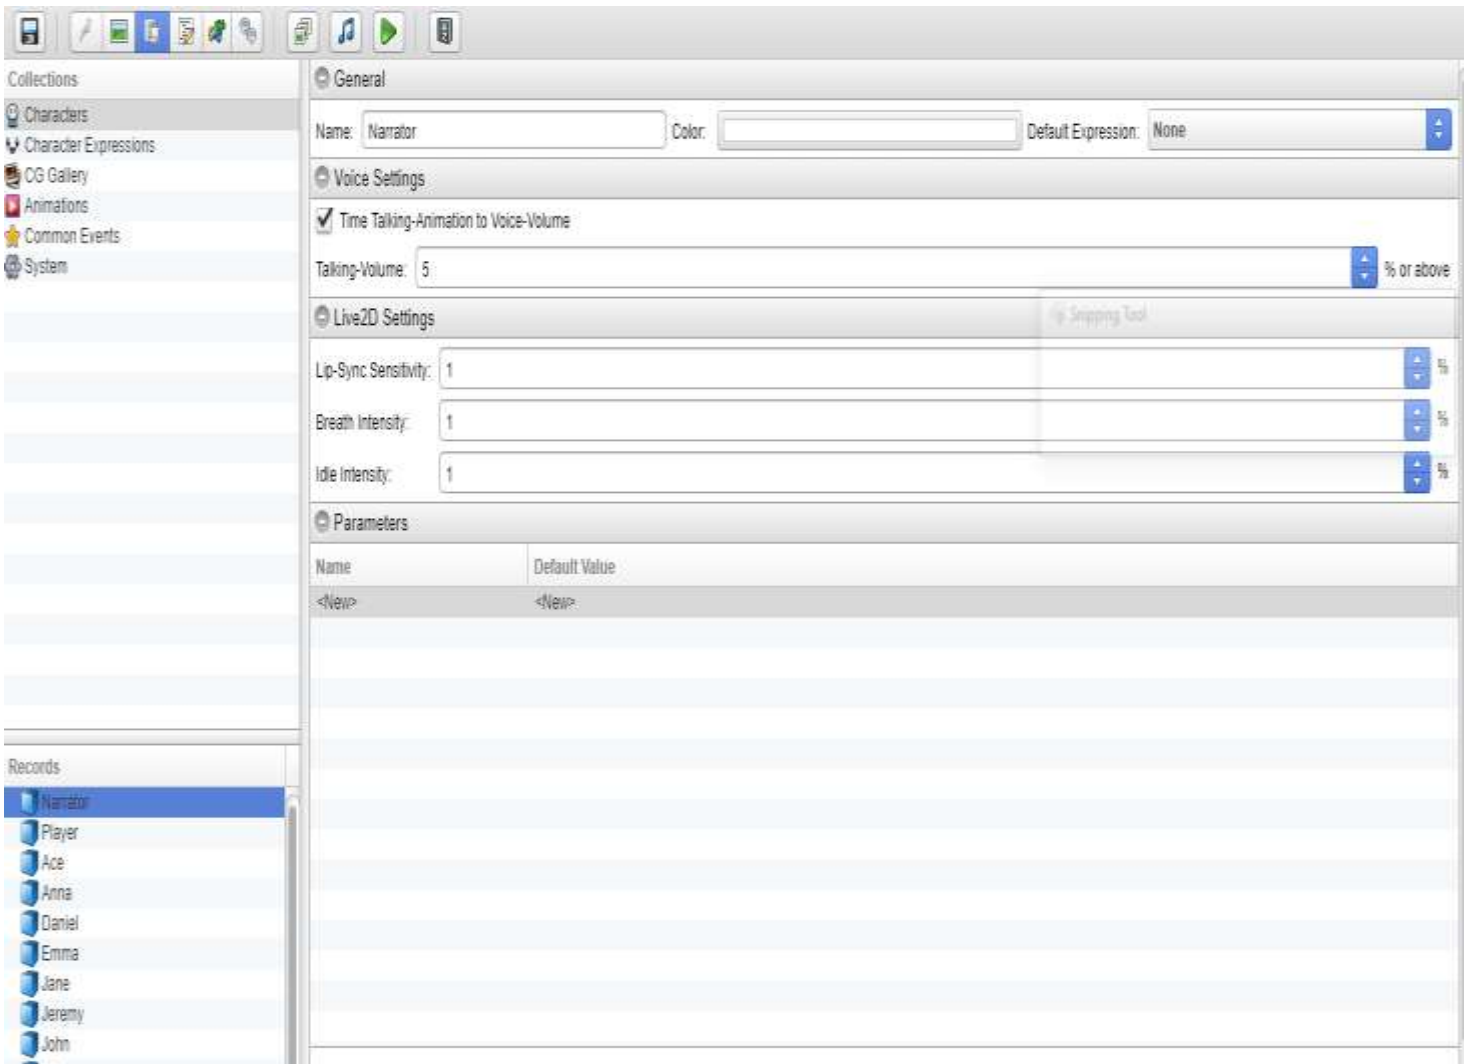 Collections
Characters
Character Expressions
CG Gallery
Animations
Common Events
System
General
Name: Narrator Color: Default Expression: None
Voice Settings
Time Talking-Animation to Voice-Volume
Talking-Volume: 5 % or above
Live2D Settings
Snipping Tool
Lip-Sync Sensitivity: 1 %
Breath Intensity: 1 %
Idle Intensity: 1 %
Parameters
Name Default Value
<New> <New>
Records
Narrator
Player
Ace
Anna
Daniel
Emma
Jane
Jeremy
John